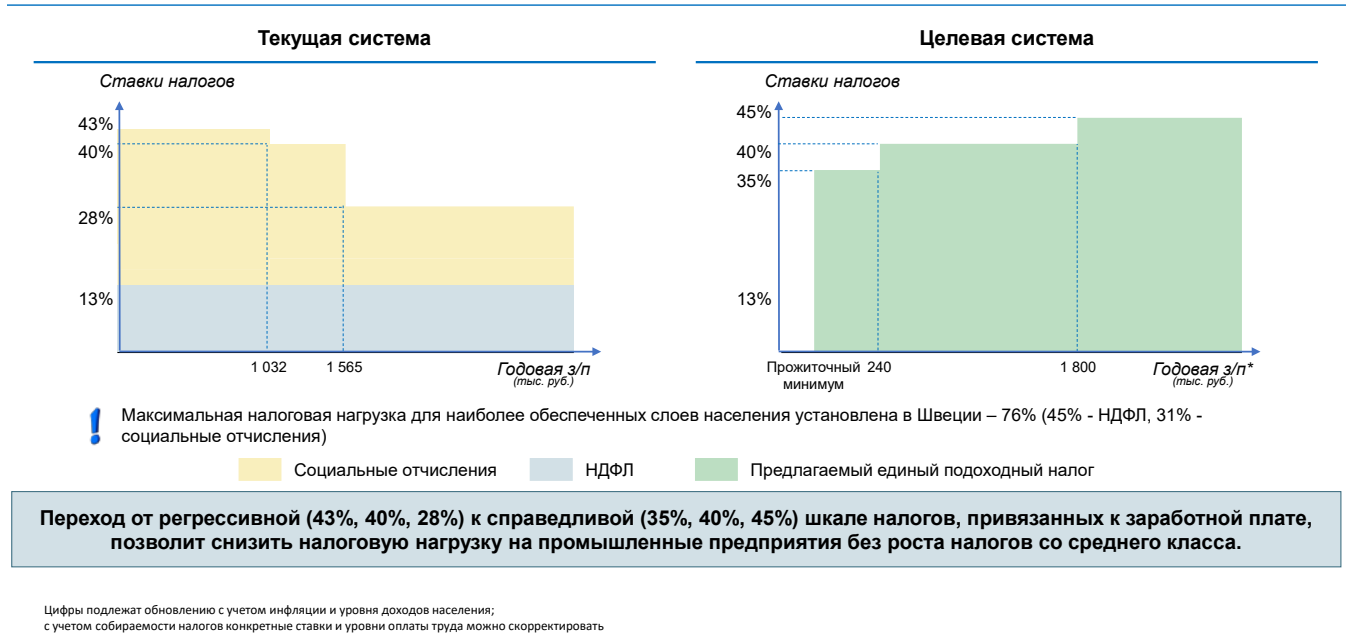 Текущая система
Ставки налогов
43%
40%
28%
13%
1 032
1 565
Годовая з/п
(тыс. руб.)
Целевая система
Ставки налогов
45%
40%
35%
13%
Прожиточный
минимум
240
1 800
Годовая з/п*
(тыс. руб.)
! Максимальная налоговая нагрузка для наиболее обеспеченных слоев населения установлена в Швеции – 76% (45% - НДФЛ, 31% -
социальные отчисления)
Социальные отчисления
НДФЛ
Предлагаемый единый подоходный налог
Переход от регрессивной (43%, 40%, 28%) к справедливой (35%, 40%, 45%) шкале налогов, привязанных к заработной плате,
позволит снизить налоговую нагрузку на промышленные предприятия без роста налогов со среднего класса.
Цифры подлежат обновлению с учетом инфляции и уровня доходов населения;
с учетом собираемости налогов конкретные ставки и уровни оплаты труда можно скорректировать